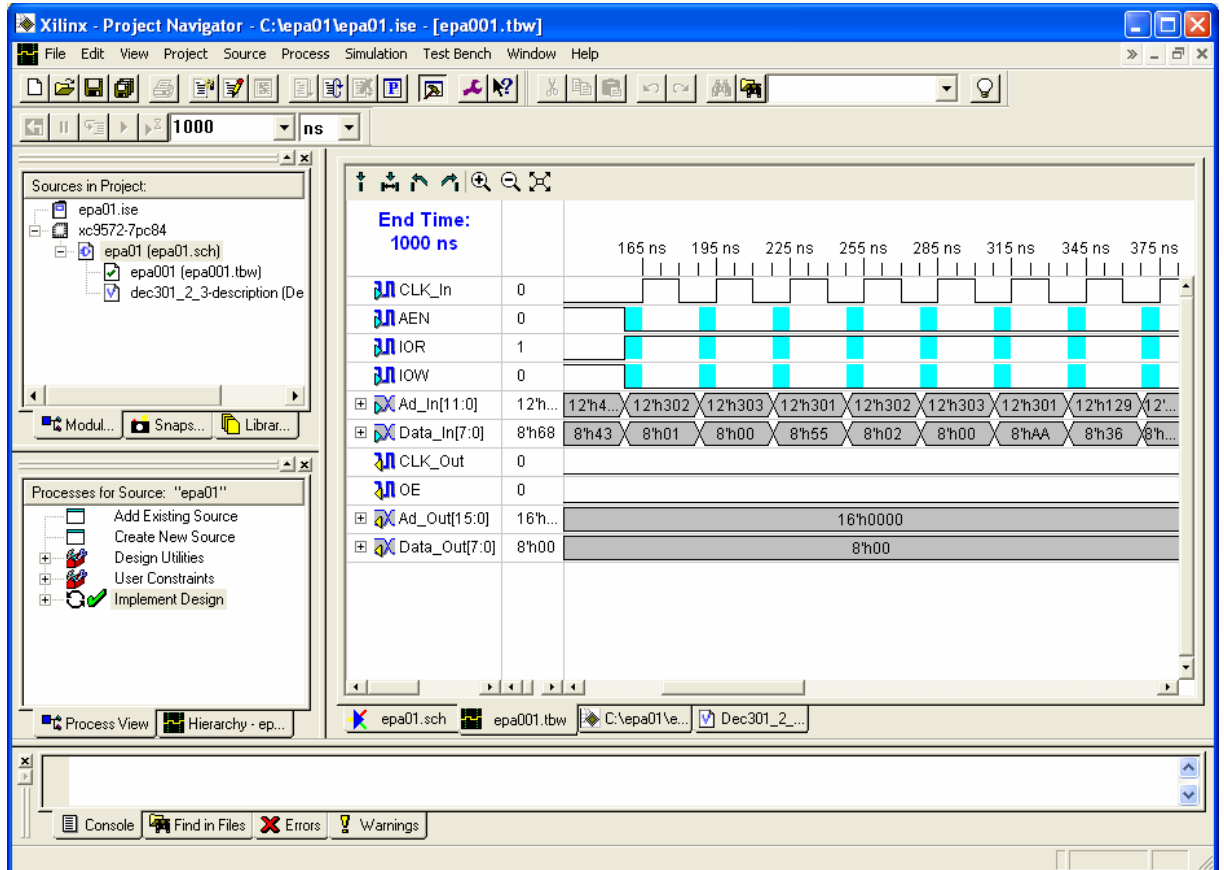 Xilinx - Project Navigator - C:\epa01\epa01.ise - [epa001.tbw]
File Edit View Project Source Process Simulation Test Bench Window Help
1000 ns
Sources in Project:
epa01.ise
xc9572-7pc84
epa01 (epa01.sch)
epa001 (epa001.tbw)
dec301_2_3-description (De
Modul... Snaps... Librar...
Processes for Source: "epa01"
Add Existing Source
Create New Source
Design Utilities
User Constraints
Implement Design
Process View Hierarchy - ep...
End Time:
1000 ns
165 ns 195 ns 225 ns 255 ns 285 ns 315 ns 345 ns 375 ns
CLK_In 0
AEN 0
IOR 1
IOW 0
Ad_In[11:0] 12'h... 12'h4... 12'h302 12'h303 12'h301 12'h302 12'h303 12'h301 12'h129 12'...
Data_In[7:0] 8'h68 8'h43 8'h01 8'h00 8'h55 8'h02 8'h00 8'hAA 8'h36 8'h...
CLK_Out 0
OE 0
Ad_Out[15:0] 16'h... 16'h0000
Data_Out[7:0] 8'h00 8'h00
epa01.sch epa001.tbw C:\epa01\e... Dec301_2_...
Console Find in Files Errors Warnings